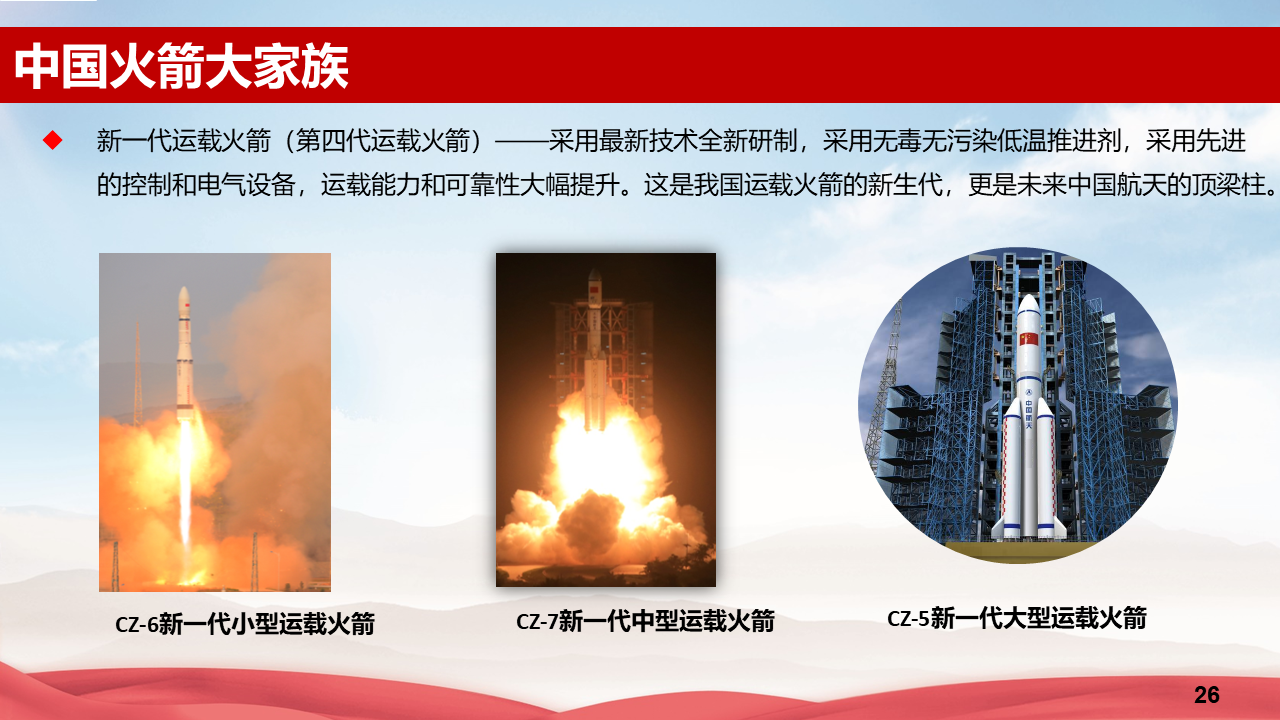 中国火箭大家族
新一代运载火箭（第四代运载火箭）——采用最新技术全新研制，采用无毒无污染低温推进剂，采用先进
的控制和电气设备，运载能力和可靠性大幅提升。这是我国运载火箭的新生代，更是未来中国航天的顶梁柱。
中国航天
CZ-6新一代小型运载火箭
CZ-7新一代中型运载火箭
CZ-5新一代大型运载火箭
26